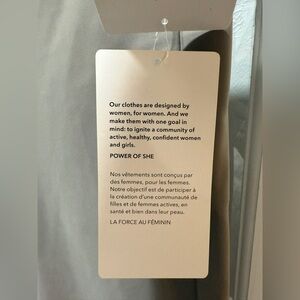 Our clothes are designed by
women, for women. And we
make them with one goal in
mind: to ignite a community of
active, healthy, confident women
and girls.
POWER OF SHE
Nos vêtements sont conçus par
des femmes, pour les femmes.
Notre objectif est de participer à
la création d'une communauté de
filles et de femmes actives, en
santé et bien dans leur peau.
LA FORCE AU FÉMININ